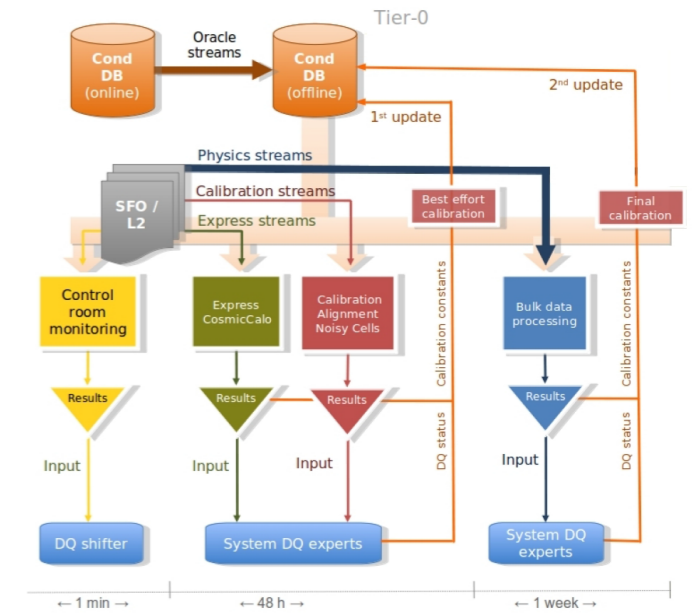 Tier-0
Oracle
streams
Cond
DB
(online)
Cond
DB
(offline)
2nd update
1st update
Physics streams
Calibration streams
Express streams
SFO /
L2
Best effort
calibration
Final
calibration
Control
room
monitoring
Express
CosmicCalo
Calibration
Alignment
Noisy Cells
Bulk data
processing
Calibration constants
Calibration constants
Results
Results
Results
Results
DQ status
DQ status
Input
Input
Input
Input
DQ shifter
System DQ experts
System DQ
experts
← 1 min →
← 48 h →
← 1 week →